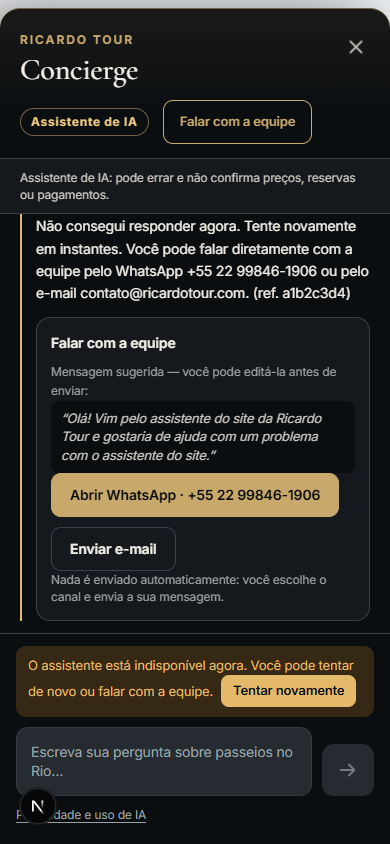 RICARDO TOUR
Concierge
Assistente de IA
Falar com a equipe
Assistente de IA: pode errar e não confirma preços, reservas
ou pagamentos.
Não consegui responder agora. Tente novamente
em instantes. Você pode falar diretamente com a
equipe pelo WhatsApp +55 22 99846-1906 ou pelo
e-mail contato@ricardotour.com. (ref. a1b2c3d4)
Falar com a equipe
Mensagem sugerida — você pode editá-la antes de
enviar:
“Olá! Vim pelo assistente do site da Ricardo
Tour e gostaria de ajuda com um problema
com o assistente do site.”
Abrir WhatsApp · +55 22 99846-1906
Enviar e-mail
Nada é enviado automaticamente: você escolhe o
canal e envia a sua mensagem.
O assistente está indisponível agora. Você pode tentar
de novo ou falar com a equipe.
Tentar novamente
Escreva sua pergunta sobre passeios no
Rio...
N
e uso de IA